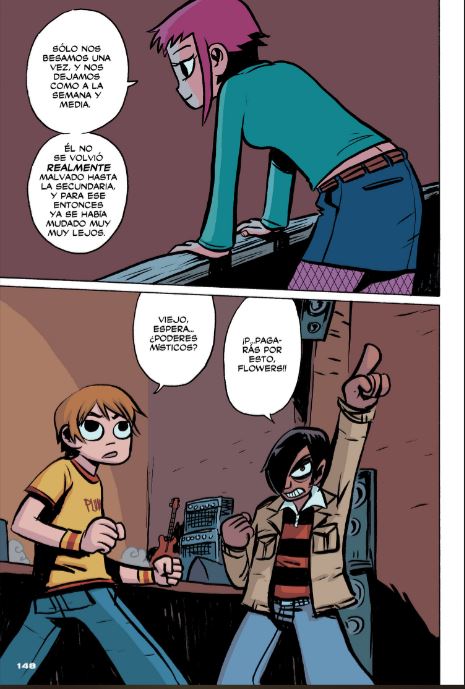 SÓLO NOS
BESAMOS UNA
VEZ, Y NOS
DEJAMOS
COMO A LA
SEMANA Y
MEDIA.
ÉL NO
SE VOLVIÓ
REALMENTE
MALVADO HASTA
LA SECUNDARIA,
Y PARA ESE
ENTONCES
YA SE HABÍA
MUDADO MUY
MUY LEJOS.
VIEJO,
ESPERA...
¿PODERES
MÍSTICOS?
¡P...PAGA-
RÁS POR
ESTO,
FLOWERS!!
148